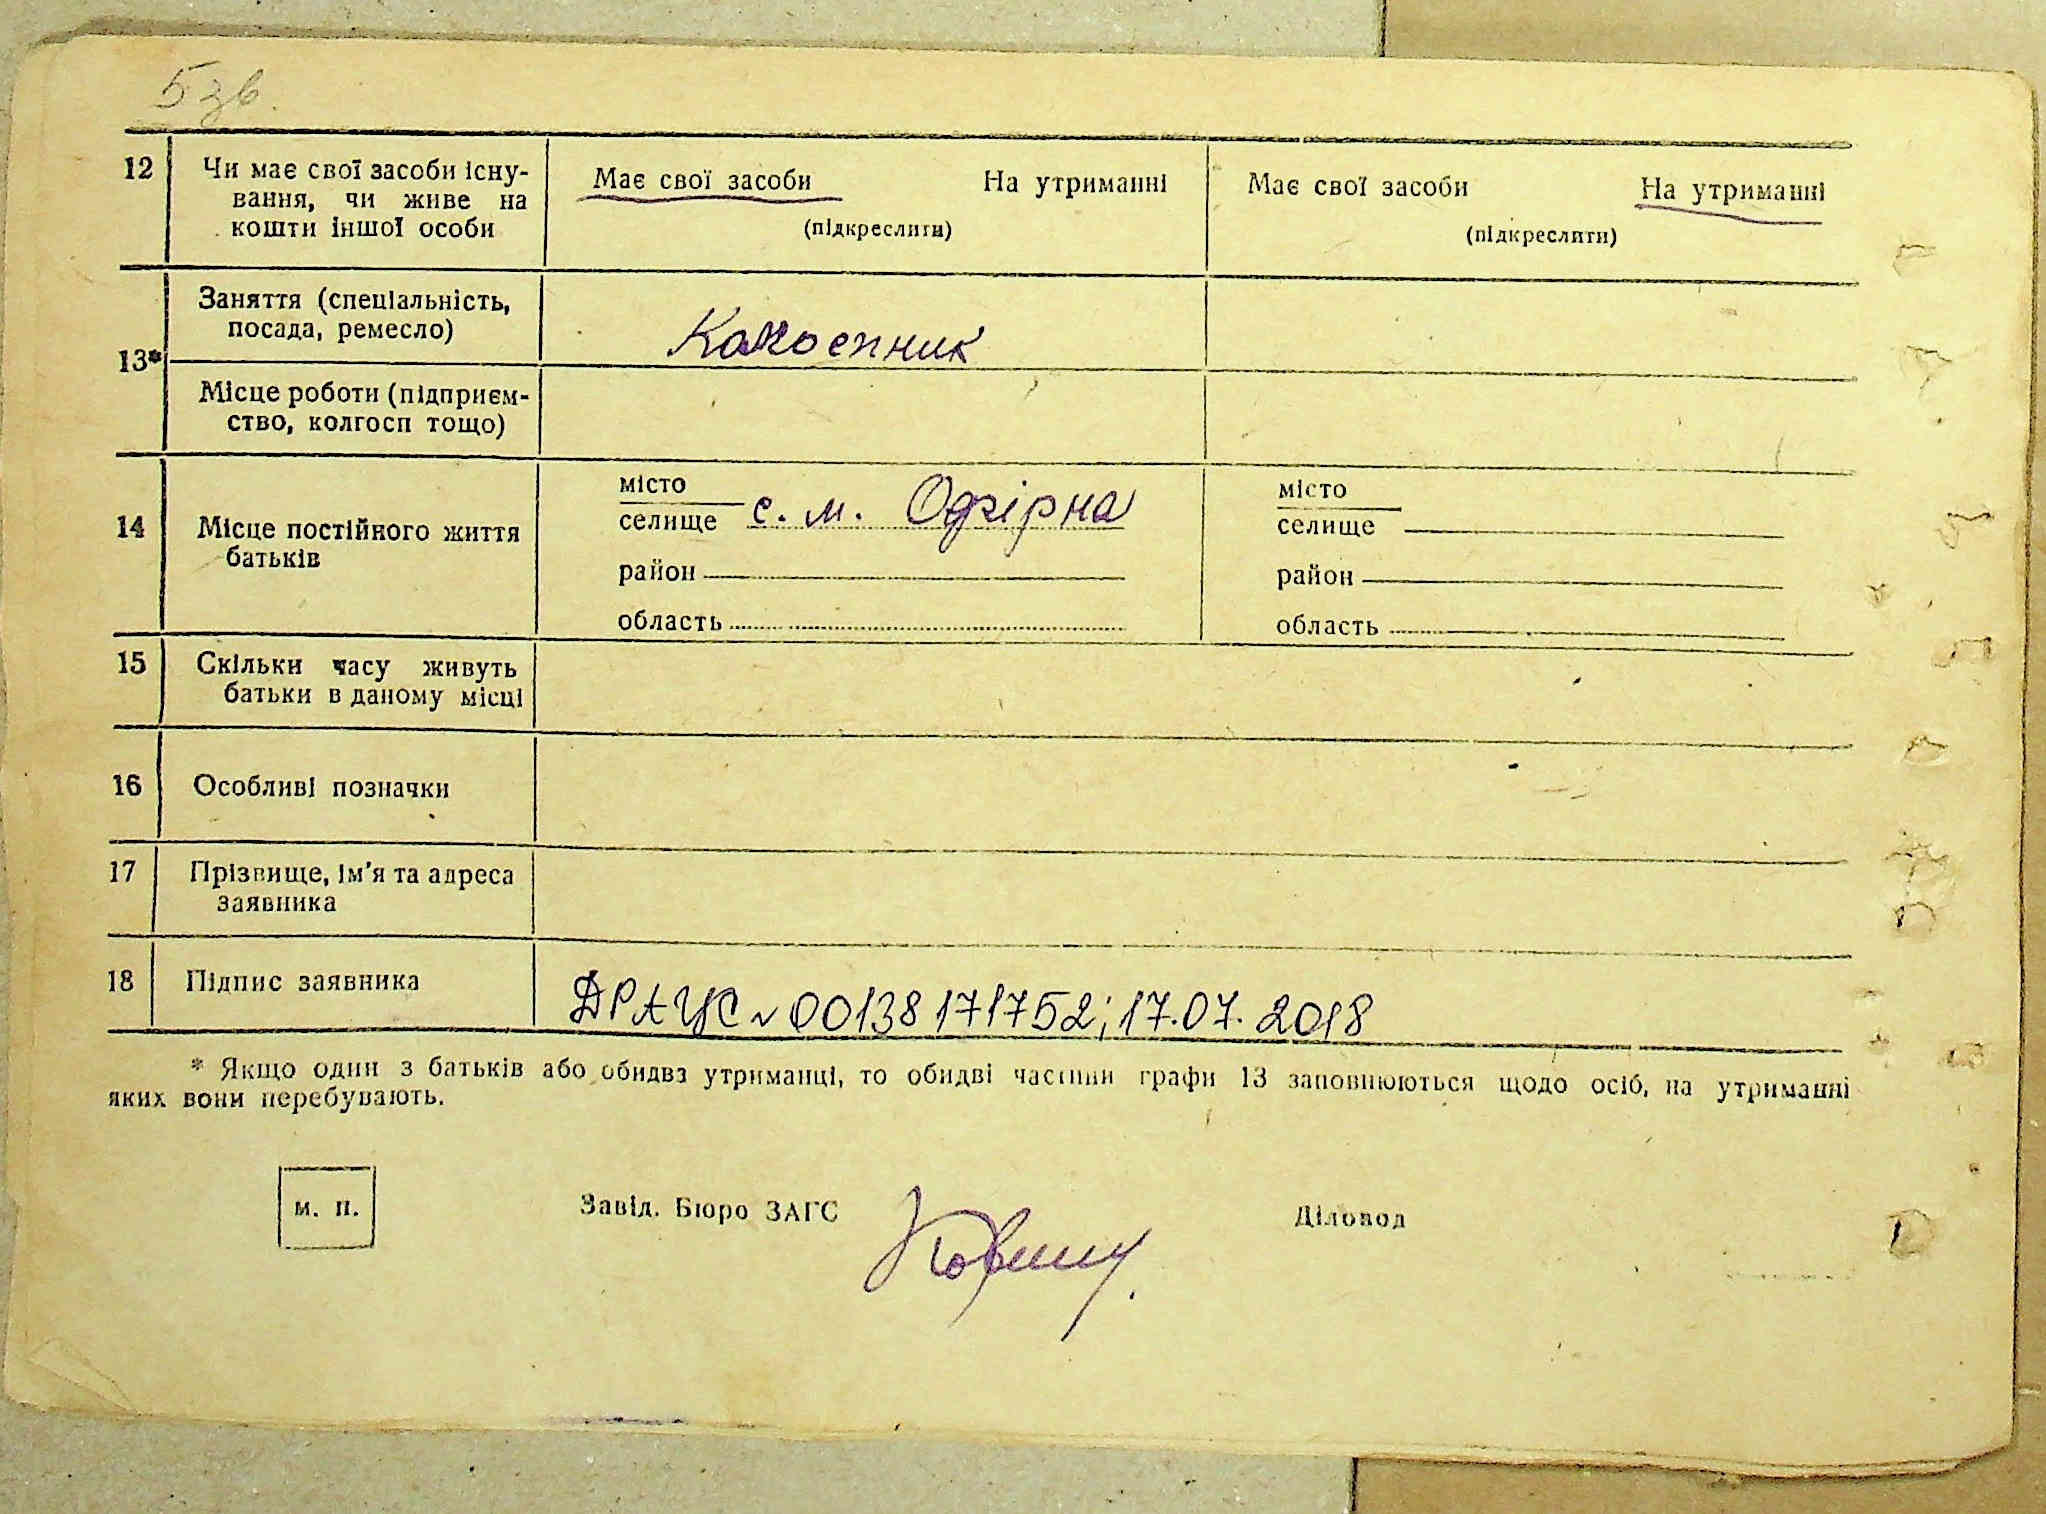 5 зв.
12 Чи має свої засоби існу- Має свої засоби На утриманні Має свої засоби На утриманні
вання, чи живе на
кошти іншої особи (підкреслити) (підкреслити)
Заняття (спеціальність,
посада, ремесло)
13*
Місце роботи (підприєм-
ство, колгосп тощо)
місто місто
селище с. м. селище
14 Місце постійного життя
батьків
район район
область область
15 Скільки часу живуть
батьки в даному місці
16 Особливі позначки
17 Прізвище, ім'я та адреса
заявника
18 Підпис заявника ДРАЦС № 00138171752; 17.07.2018
* Якщо один з батьків або обидва утриманці, то обидві частини графи 13 заповнюються щодо осіб, на утриманні
яких вони перебувають.
м. п. Завід. Бюро ЗАГС Діловод